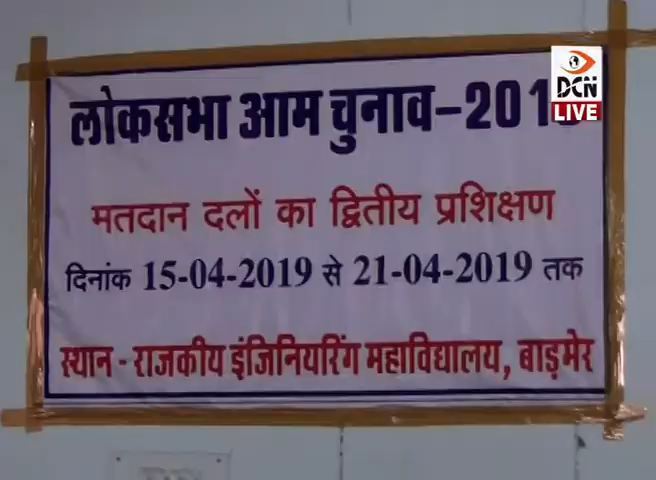 लोकसभा आम चुनाव-201
DCN
LIVE
मतदान दलों का द्वितीय प्रशिक्षण
दिनांक 15-04-2019 से 21-04-2019 तक
स्थान - राजकीय इंजिनियरिंग महाविद्यालय, बाड़मेर